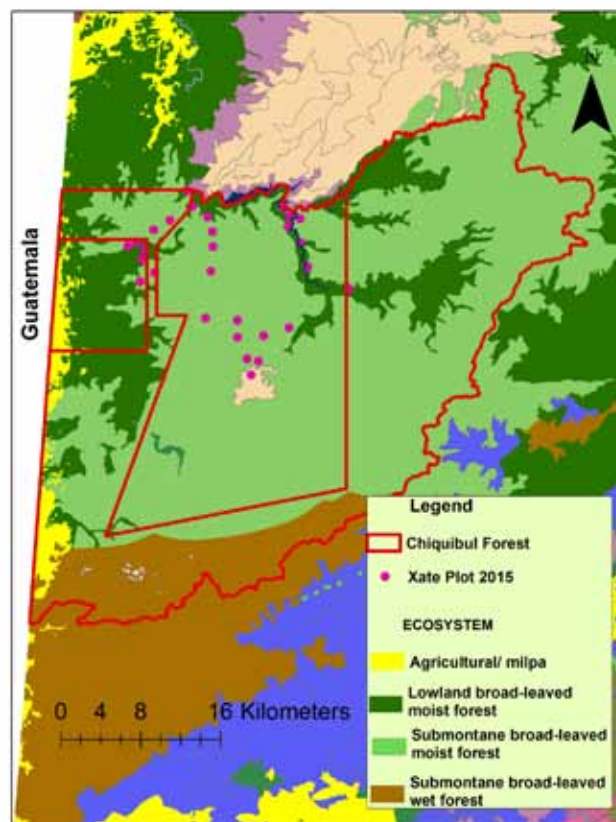 N
Guatemala
Legend
Chiquibul Forest
Xate Plot 2015
ECOSYSTEM
Agricultural/ milpa
Lowland broad-leaved
moist forest
Submontane broad-leaved
moist forest
Submontane broad-leaved
wet forest
0 4 8 16 Kilometers